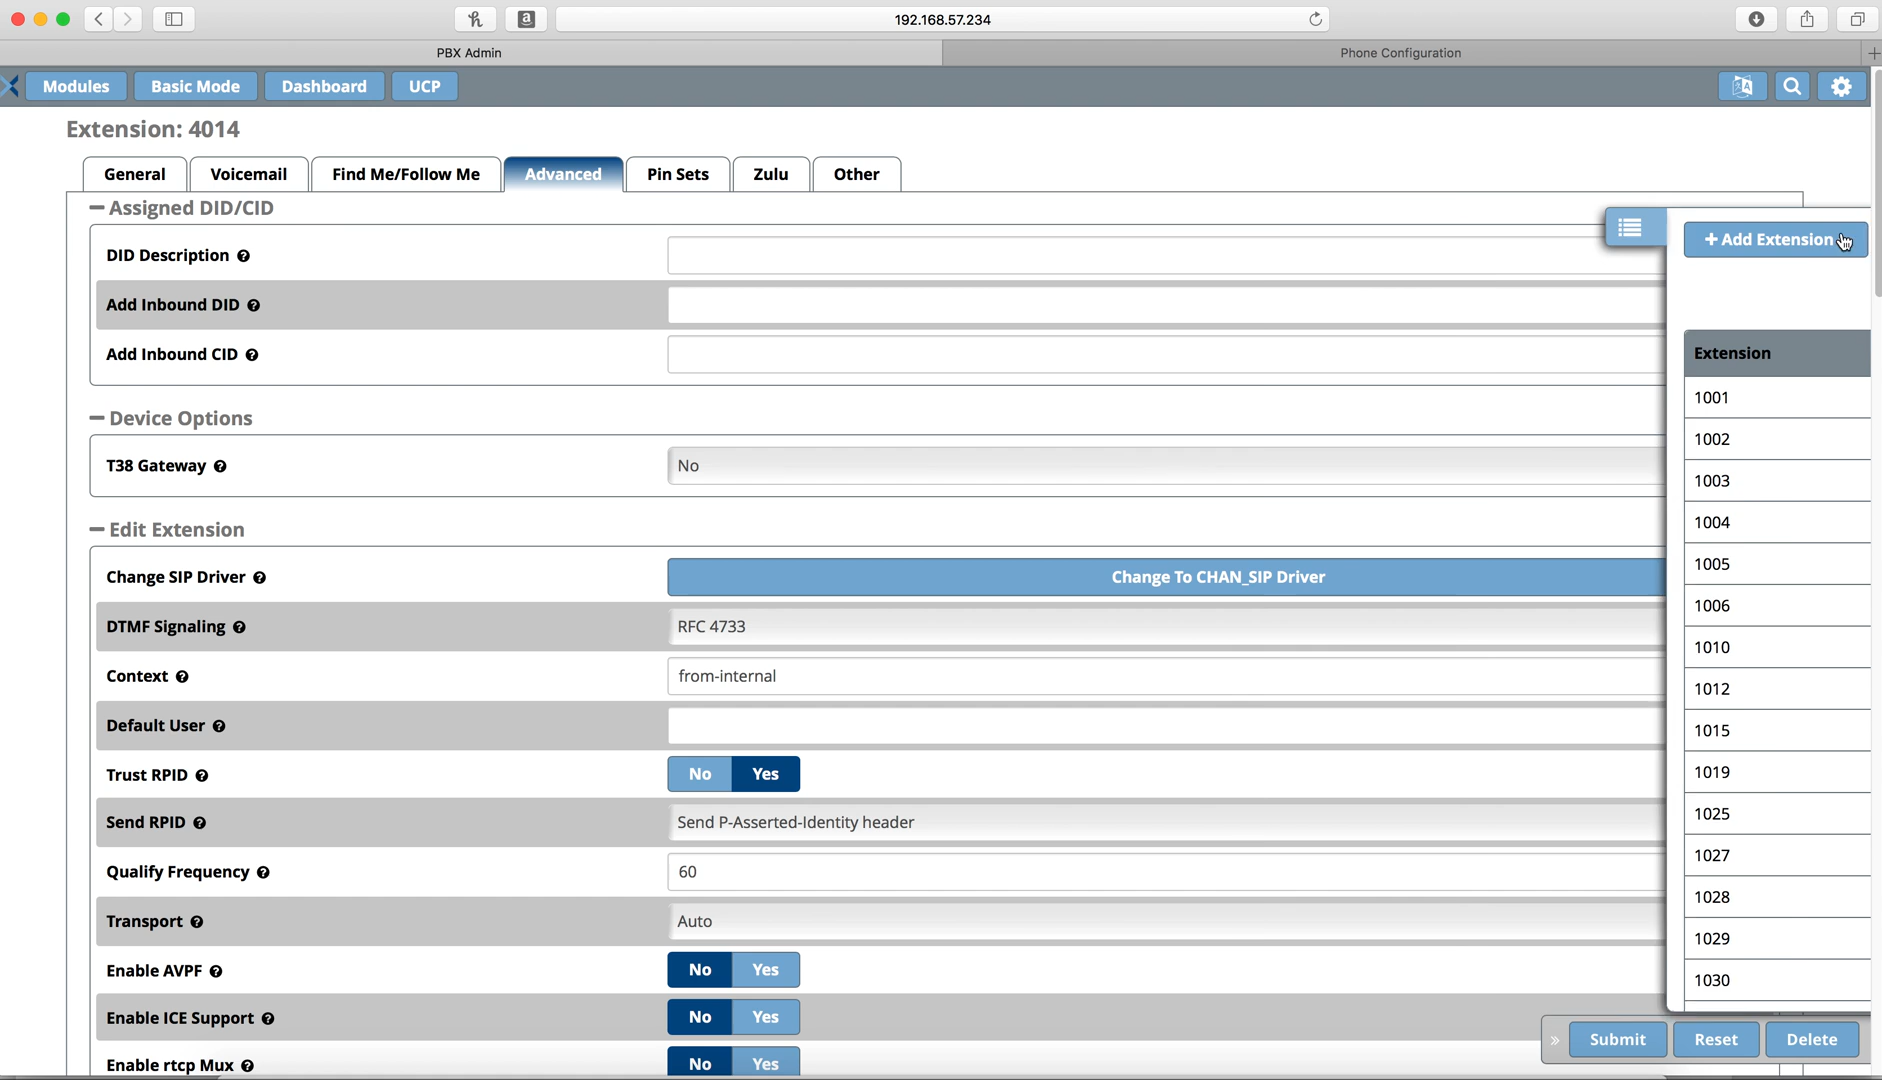 192.168.57.234
PBX Admin
Phone Configuration
Modules
Basic Mode
Dashboard
UCP
Extension: 4014
General
Voicemail
Find Me/Follow Me
Advanced
Pin Sets
Zulu
Other
Assigned DID/CID
DID Description
Add Inbound DID
Add Inbound CID
Device Options
T38 Gateway
No
Edit Extension
Change SIP Driver
Change To CHAN_SIP Driver
DTMF Signaling
RFC 4733
Context
from-internal
Default User
Trust RPID
No Yes
Send RPID
Send P-Asserted-Identity header
Qualify Frequency
60
Transport
Auto
Enable AVPF
No Yes
Enable ICE Support
No Yes
Enable rtcp Mux
No Yes
+ Add Extension
Extension
1001
1002
1003
1004
1005
1006
1010
1012
1015
1019
1025
1027
1028
1029
1030
» Submit Reset Delete